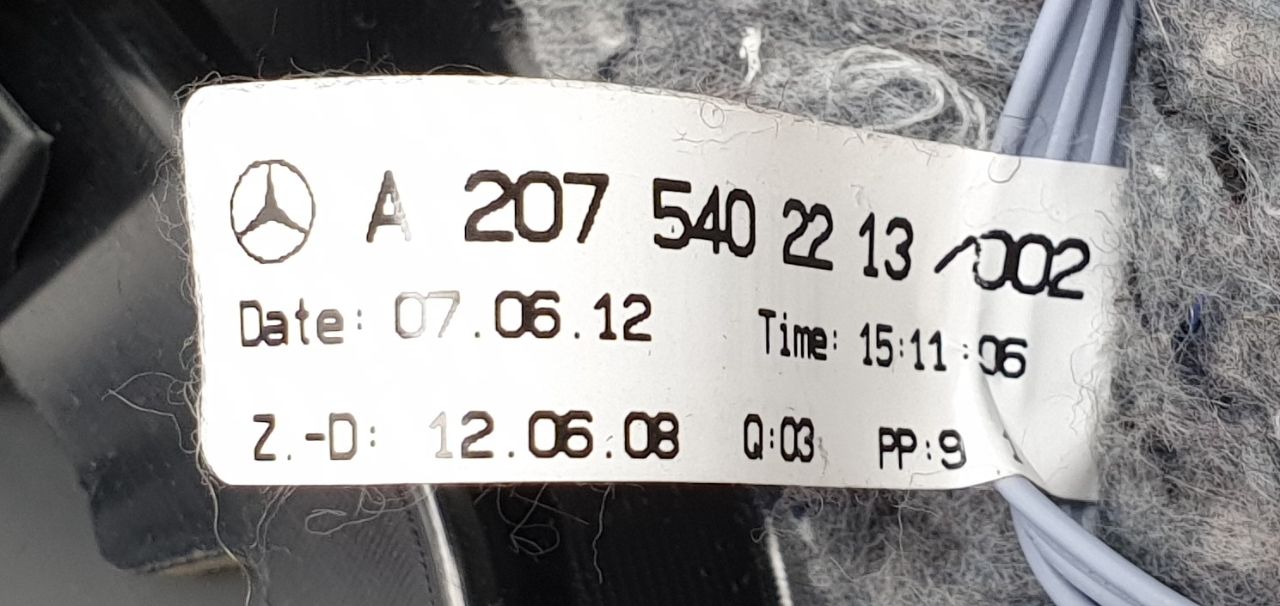 A 207 540 22 13 /002
Date: 07.06.12 Time: 15:11:06
Z.-D: 12.06.08 Q:03 PP:9